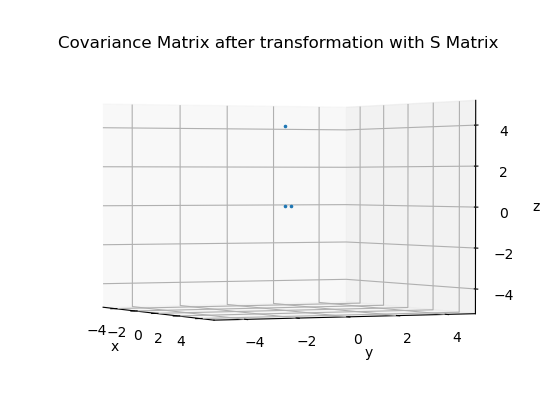 Covariance Matrix after transformation with S Matrix
4
2
z
0
−2
−4
−4 −2 0 2 4
x
−4 −2 0 2 4
y